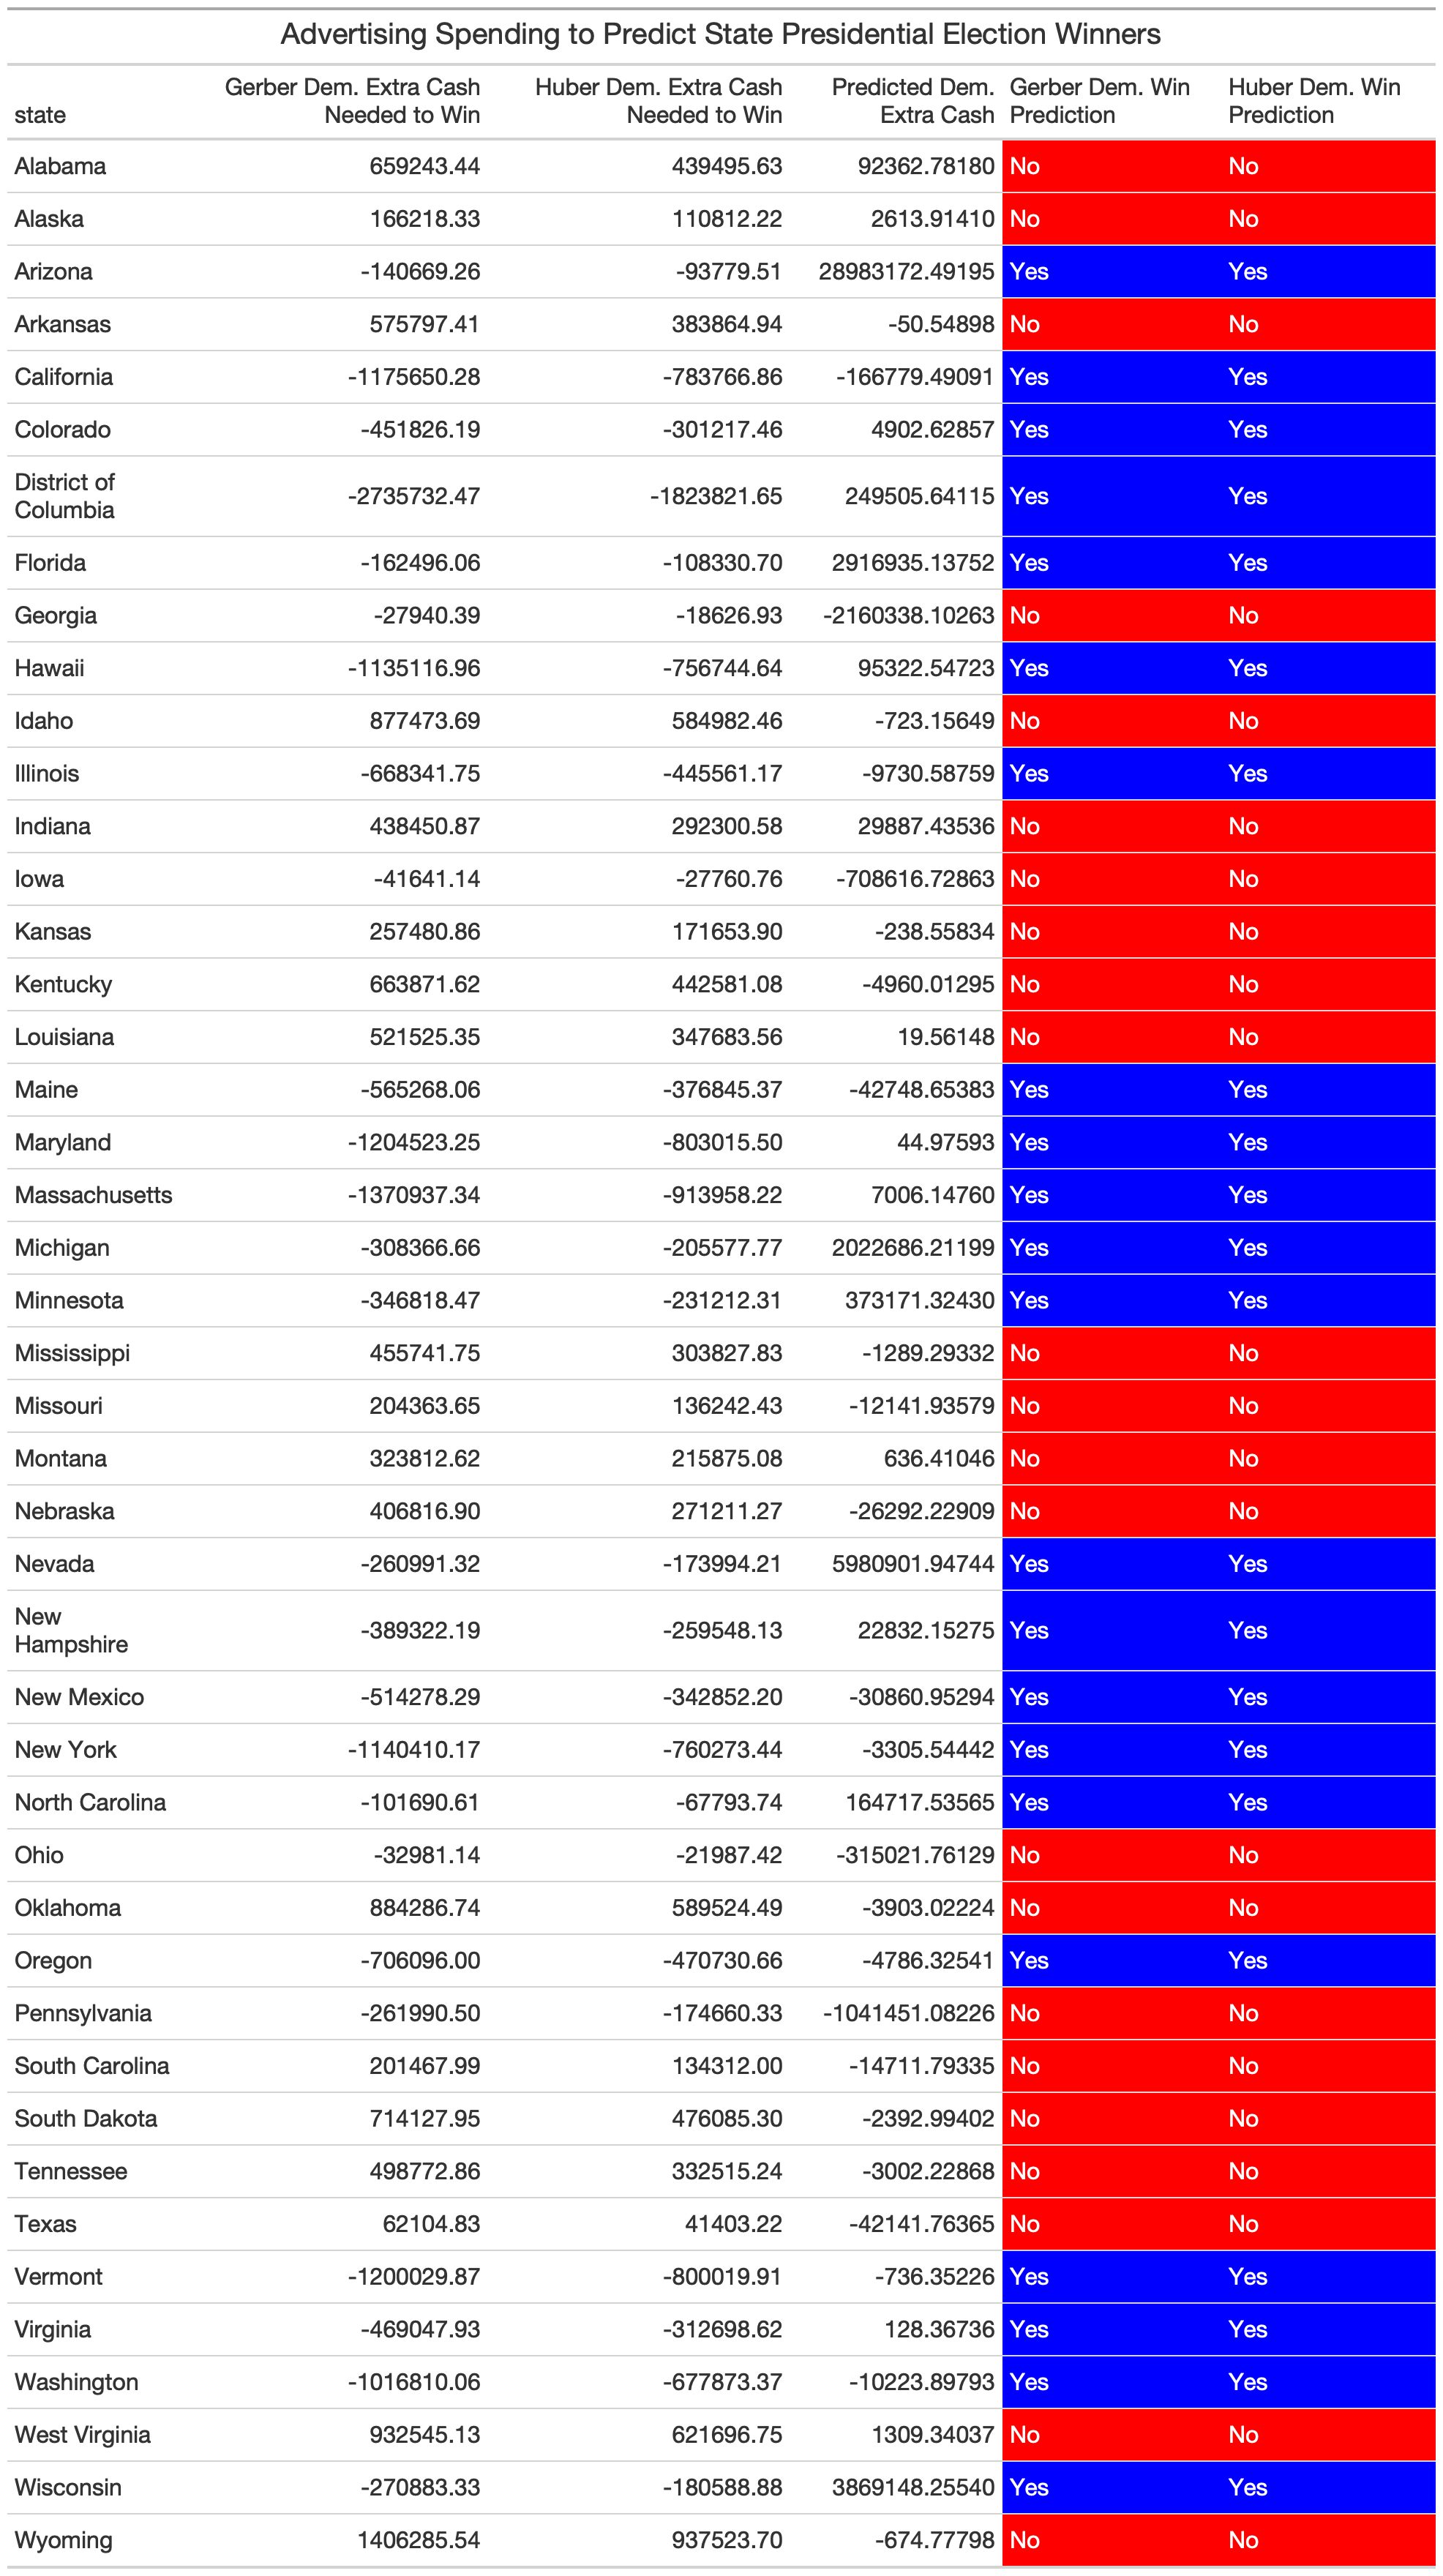 Advertising Spending to Predict State Presidential Election Winners
state Gerber Dem. Extra Cash Needed to Win Huber Dem. Extra Cash Needed to Win Predicted Dem. Extra Cash Gerber Dem. Win Prediction Huber Dem. Win Prediction
Alabama 659243.44 439495.63 92362.78180 No No
Alaska 166218.33 110812.22 2613.91410 No No
Arizona -140669.26 -93779.51 28983172.49195 Yes Yes
Arkansas 575797.41 383864.94 -50.54898 No No
California -1175650.28 -783766.86 -166779.49091 Yes Yes
Colorado -451826.19 -301217.46 4902.62857 Yes Yes
District of Columbia -2735732.47 -1823821.65 249505.64115 Yes Yes
Florida -162496.06 -108330.70 2916935.13752 Yes Yes
Georgia -27940.39 -18626.93 -2160338.10263 No No
Hawaii -1135116.96 -756744.64 95322.54723 Yes Yes
Idaho 877473.69 584982.46 -723.15649 No No
Illinois -668341.75 -445561.17 -9730.58759 Yes Yes
Indiana 438450.87 292300.58 29887.43536 No No
Iowa -41641.14 -27760.76 -708616.72863 No No
Kansas 257480.86 171653.90 -238.55834 No No
Kentucky 663871.62 442581.08 -4960.01295 No No
Louisiana 521525.35 347683.56 19.56148 No No
Maine -565268.06 -376845.37 -42748.65383 Yes Yes
Maryland -1204523.25 -803015.50 44.97593 Yes Yes
Massachusetts -1370937.34 -913958.22 7006.14760 Yes Yes
Michigan -308366.66 -205577.77 2022686.21199 Yes Yes
Minnesota -346818.47 -231212.31 373171.32430 Yes Yes
Mississippi 455741.75 303827.83 -1289.29332 No No
Missouri 204363.65 136242.43 -12141.93579 No No
Montana 323812.62 215875.08 636.41046 No No
Nebraska 406816.90 271211.27 -26292.22909 No No
Nevada -260991.32 -173994.21 5980901.94744 Yes Yes
New Hampshire -389322.19 -259548.13 22832.15275 Yes Yes
New Mexico -514278.29 -342852.20 -30860.95294 Yes Yes
New York -1140410.17 -760273.44 -3305.54442 Yes Yes
North Carolina -101690.61 -67793.74 164717.53565 Yes Yes
Ohio -32981.14 -21987.42 -315021.76129 No No
Oklahoma 884286.74 589524.49 -3903.02224 No No
Oregon -706096.00 -470730.66 -4786.32541 Yes Yes
Pennsylvania -261990.50 -174660.33 -1041451.08226 No No
South Carolina 201467.99 134312.00 -14711.79335 No No
South Dakota 714127.95 476085.30 -2392.99402 No No
Tennessee 498772.86 332515.24 -3002.22868 No No
Texas 62104.83 41403.22 -42141.76365 No No
Vermont -1200029.87 -800019.91 -736.35226 Yes Yes
Virginia -469047.93 -312698.62 128.36736 Yes Yes
Washington -1016810.06 -677873.37 -10223.89793 Yes Yes
West Virginia 932545.13 621696.75 1309.34037 No No
Wisconsin -270883.33 -180588.88 3869148.25540 Yes Yes
Wyoming 1406285.54 937523.70 -674.77798 No No